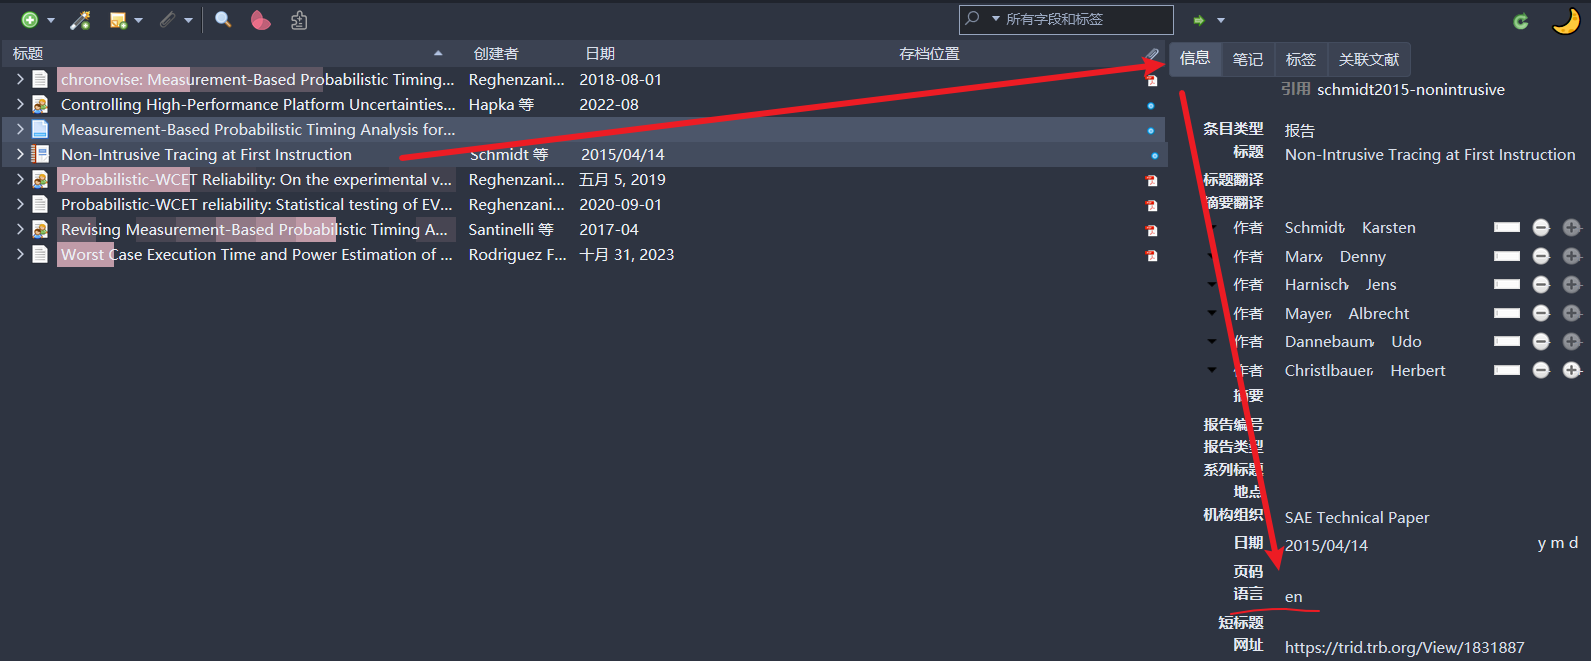 所有字段和标签
标题 创建者 日期 存档位置
chronovise: Measurement-Based Probabilistic Timing... Reghenzani... 2018-08-01
Controlling High-Performance Platform Uncertainties... Hapka 等 2022-08
Measurement-Based Probabilistic Timing Analysis for...
Non-Intrusive Tracing at First Instruction Schmidt 等 2015/04/14
Probabilistic-WCET Reliability: On the experimental v... Reghenzani... 五月 5, 2019
Probabilistic-WCET reliability: Statistical testing of EV... Reghenzani... 2020-09-01
Revising Measurement-Based Probabilistic Timing A... Santinelli 等 2017-04
Worst Case Execution Time and Power Estimation of ... Rodriguez F... 十月 31, 2023
信息 笔记 标签 关联文献
引用 schmidt2015-nonintrusive
条目类型 报告
标题 Non-Intrusive Tracing at First Instruction
标题翻译
摘要翻译
作者 Schmidt, Karsten
作者 Marx, Denny
作者 Harnisch, Jens
作者 Mayer, Albrecht
作者 Dannebaum, Udo
作者 Christlbauer, Herbert
摘要
报告编号
报告类型
系列标题
地点
机构组织 SAE Technical Paper
日期 2015/04/14 y m d
页码
语言 en
短标题
网址 https://trid.trb.org/View/1831887